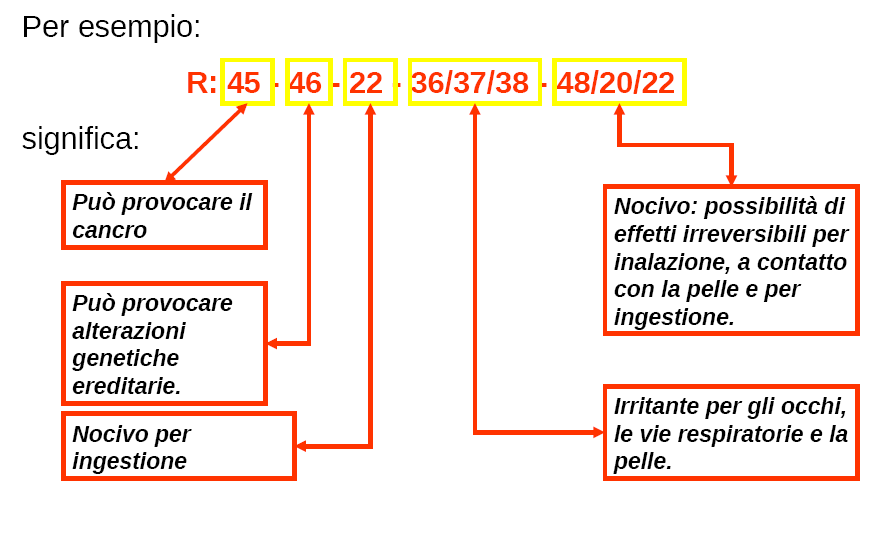 Per esempio:
R: 45 - 46 - 22 - 36/37/38 - 48/20/22
significa:
Può provocare il
cancro
Può provocare
alterazioni
genetiche
ereditarie.
Nocivo per
ingestione
Nocivo: possibilità di
effetti irreversibili per
inalazione, a contatto
con la pelle e per
ingestione.
Irritante per gli occhi,
le vie respiratorie e la
pelle.